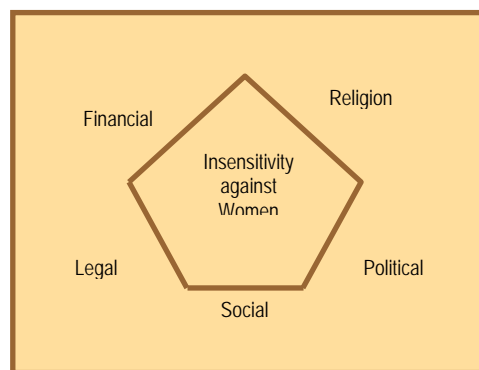 Religion
Financial
Insensitivity
against
Women
Legal
Political
Social